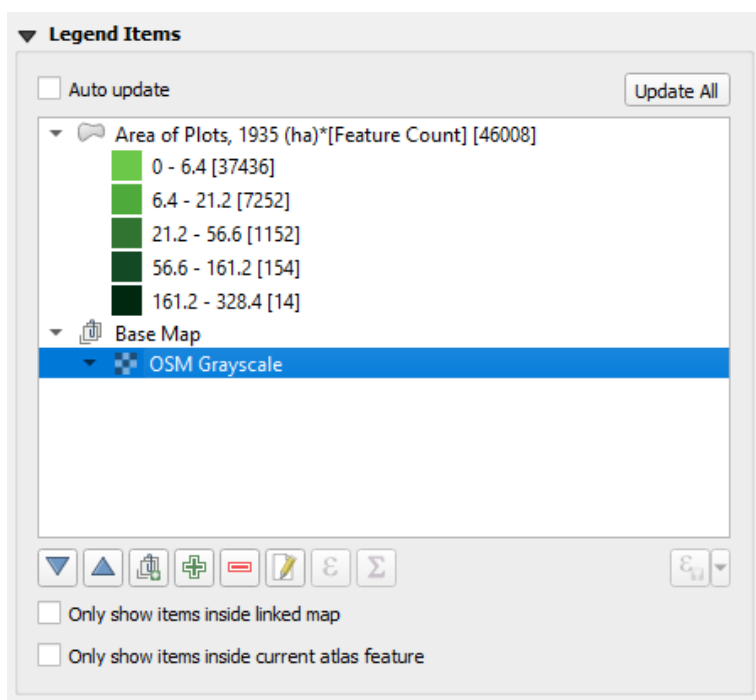 Legend Items
Auto update
Update All
Area of Plots, 1935 (ha)*[Feature Count] [46008]
0 - 6.4 [37436]
6.4 - 21.2 [7252]
21.2 - 56.6 [1152]
56.6 - 161.2 [154]
161.2 - 328.4 [14]
Base Map
OSM Grayscale
ε Σ ε
Only show items inside linked map
Only show items inside current atlas feature